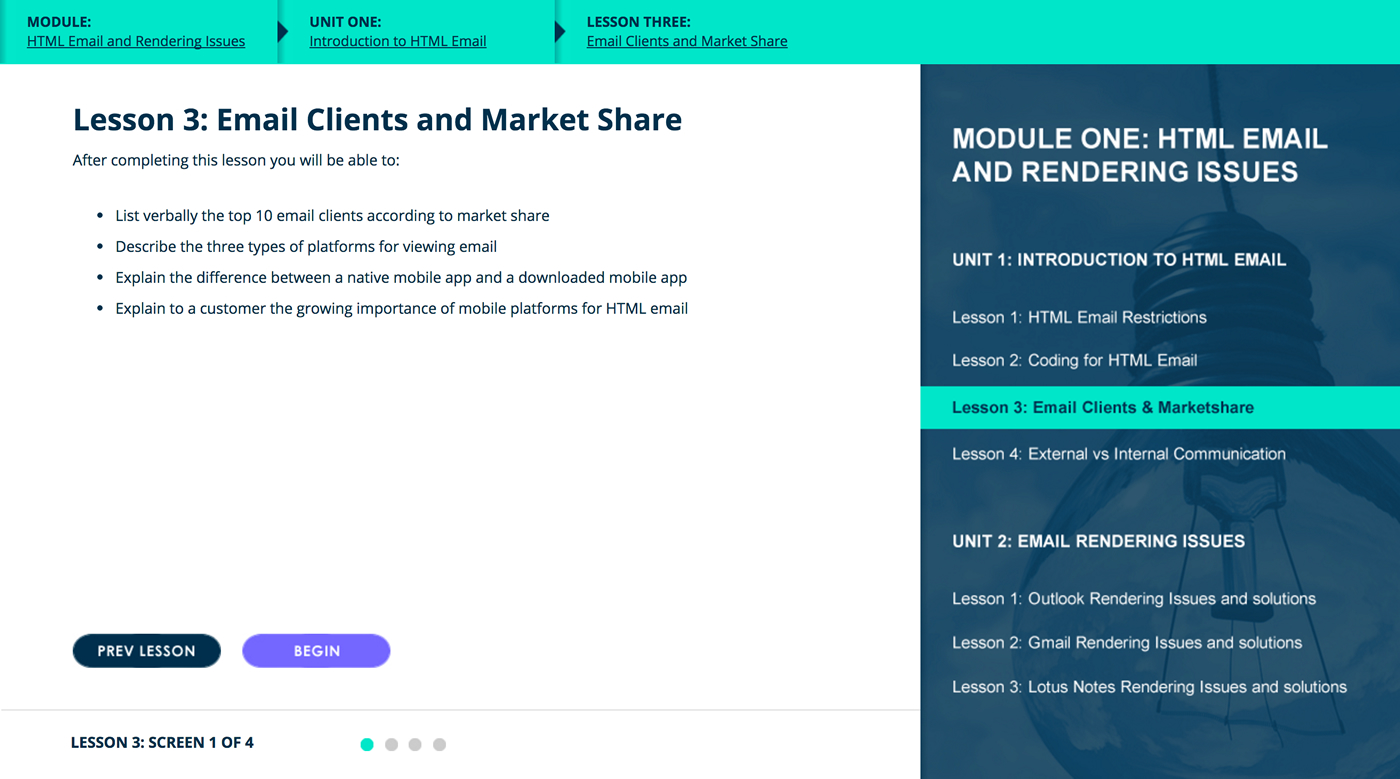 MODULE:
HTML Email and Rendering Issues
UNIT ONE:
Introduction to HTML Email
LESSON THREE:
Email Clients and Market Share
Lesson 3: Email Clients and Market Share
After completing this lesson you will be able to:
• List verbally the top 10 email clients according to market share
• Describe the three types of platforms for viewing email
• Explain the difference between a native mobile app and a downloaded mobile app
• Explain to a customer the growing importance of mobile platforms for HTML email
PREV LESSON
BEGIN
LESSON 3: SCREEN 1 OF 4
MODULE ONE: HTML EMAIL
AND RENDERING ISSUES
UNIT 1: INTRODUCTION TO HTML EMAIL
Lesson 1: HTML Email Restrictions
Lesson 2: Coding for HTML Email
Lesson 3: Email Clients & Marketshare
Lesson 4: External vs Internal Communication
UNIT 2: EMAIL RENDERING ISSUES
Lesson 1: Outlook Rendering Issues and solutions
Lesson 2: Gmail Rendering Issues and solutions
Lesson 3: Lotus Notes Rendering Issues and solutions